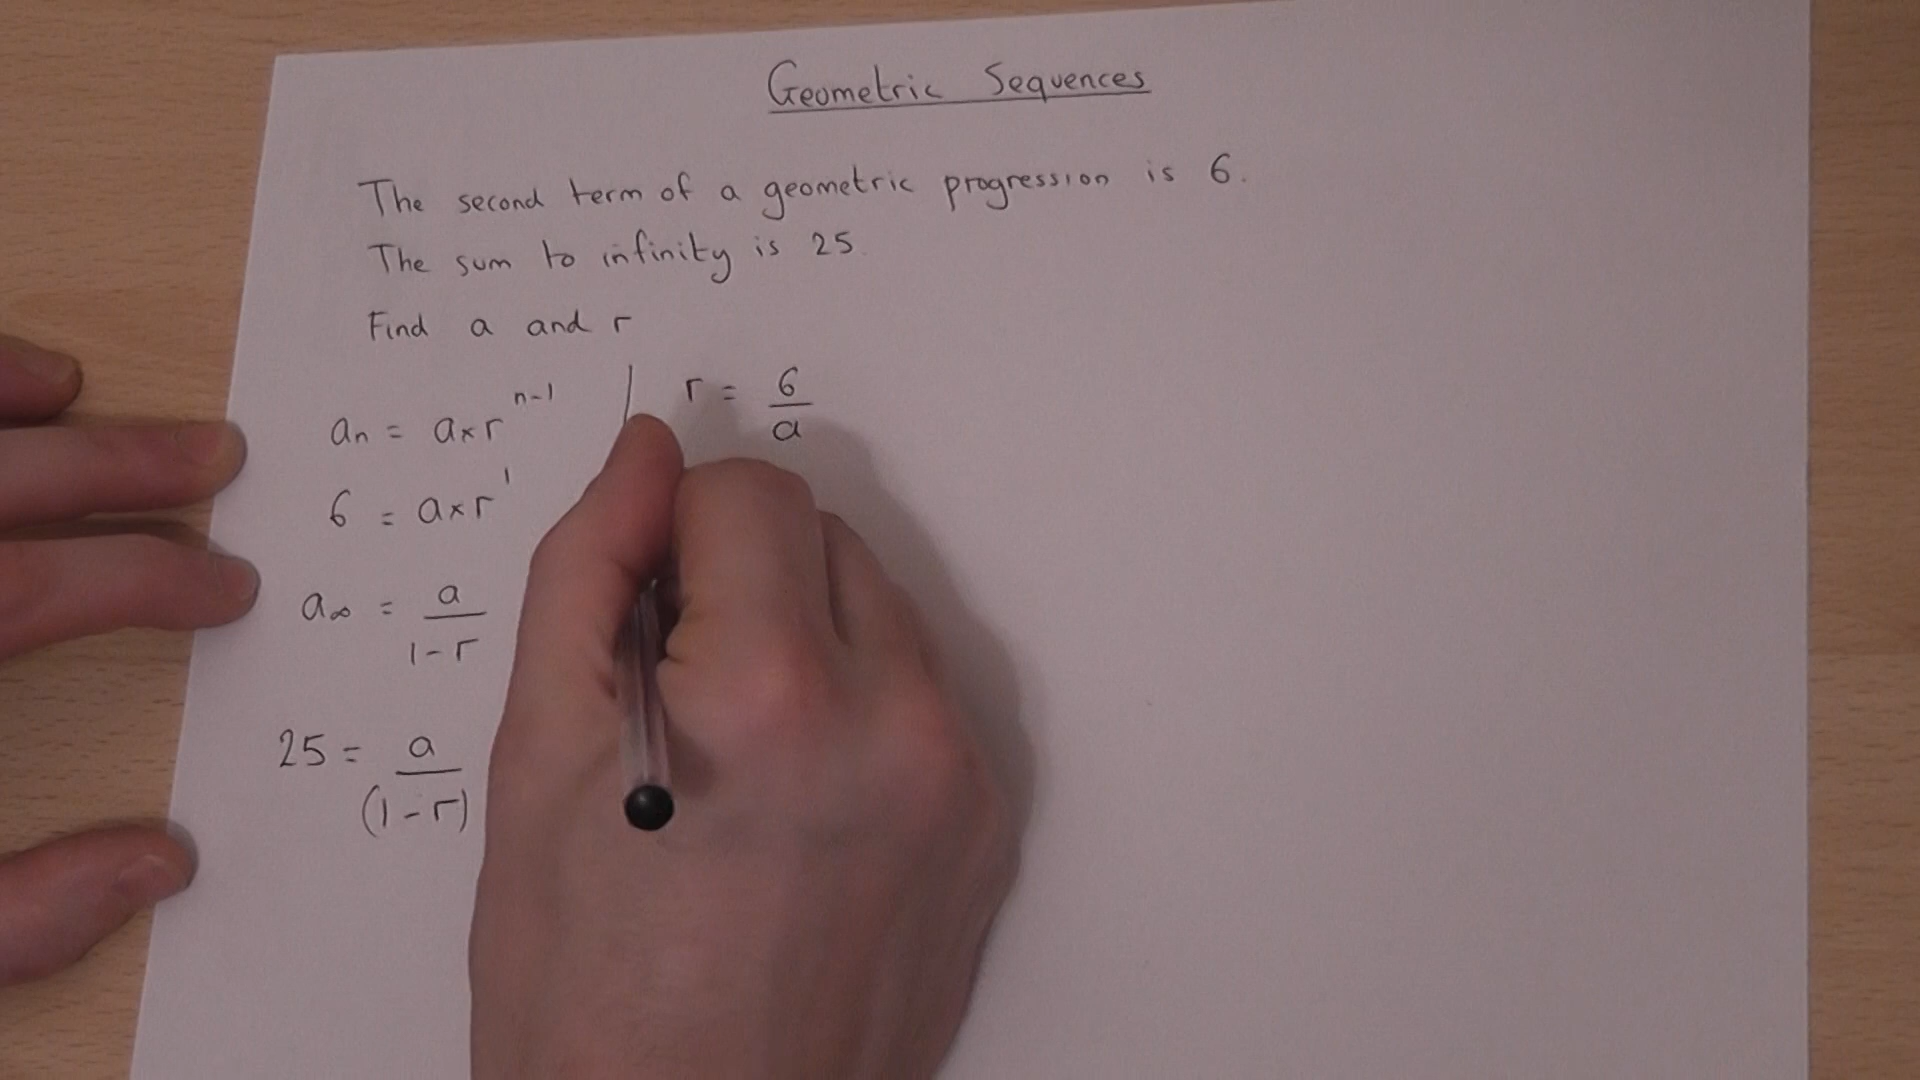 Geometric Sequences
The second term of a geometric progression is 6.
The sum to infinity is 25.
Find a and r
aₙ = a×r^(n-1)
6 = a×r^1
a∞ = a/(1-r)
25 = a/(1-r)
r = 6/a